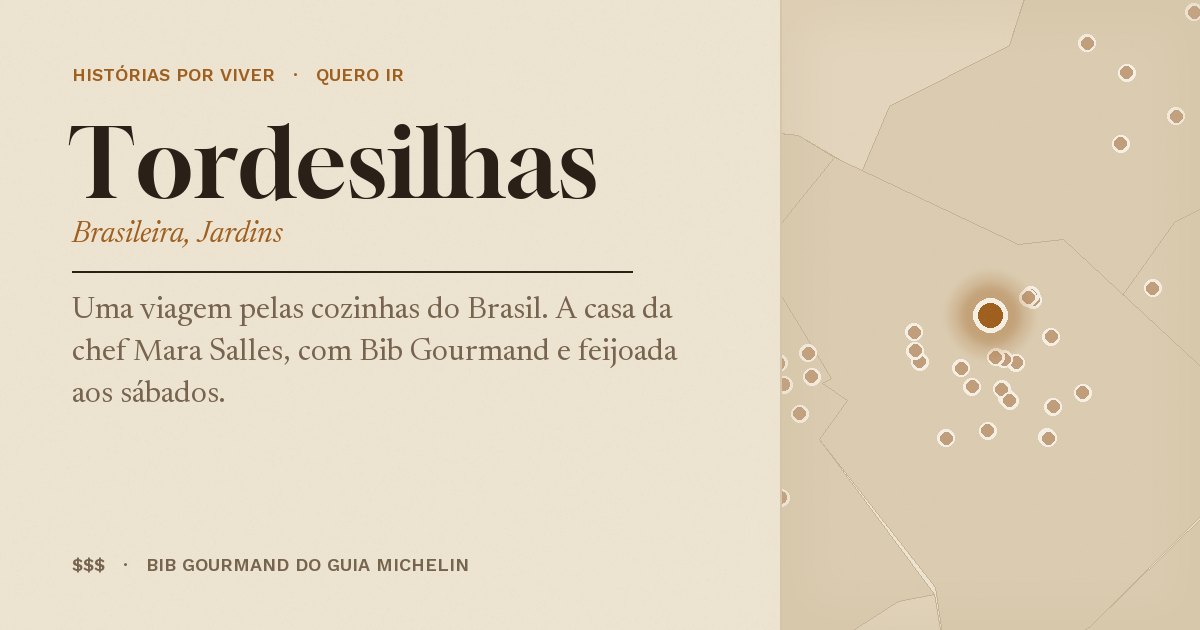 HISTÓRIAS POR VIVER · QUERO IR
Tordesilhas
Brasileira, Jardins
Uma viagem pelas cozinhas do Brasil. A casa da
chef Mara Salles, com Bib Gourmand e feijoada
aos sábados.
$$$ · BIB GOURMAND DO GUIA MICHELIN